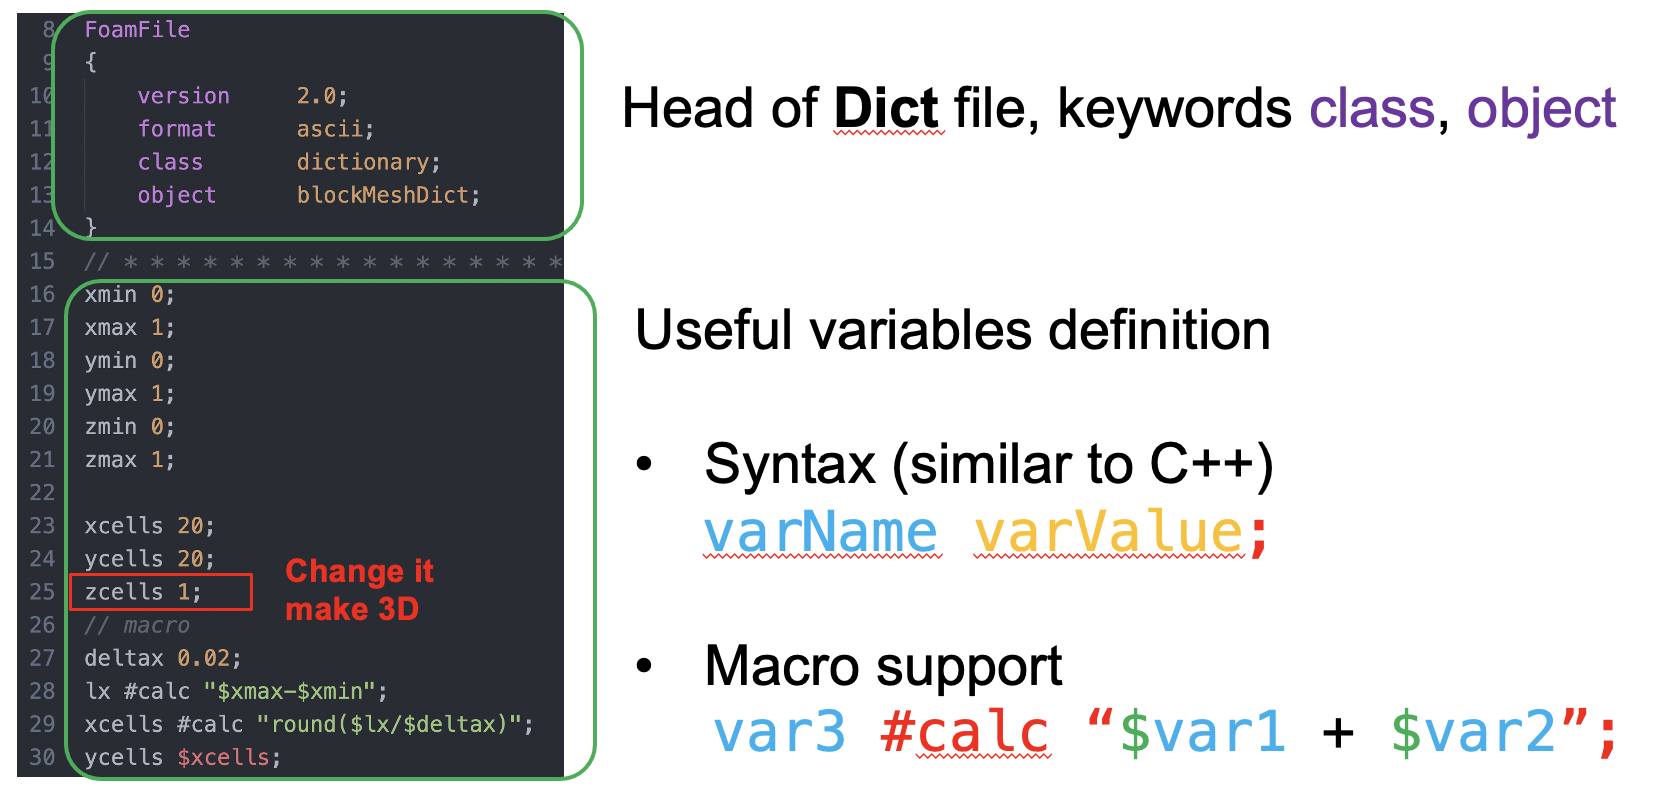 8 FoamFile
9 {
10 version 2.0;
11 format ascii;
12 class dictionary;
13 object blockMeshDict;
14 }
15 // * * * * * * * * * * * * * * * * *
16 xmin 0;
17 xmax 1;
18 ymin 0;
19 ymax 1;
20 zmin 0;
21 zmax 1;
22
23 xcells 20;
24 ycells 20;
25 zcells 1;
26 // macro
27 deltax 0.02;
28 lx #calc "$xmax-$xmin";
29 xcells #calc "round($lx/$deltax)";
30 ycells $xcells;
Change it
make 3D
Head of Dict file, keywords class, object
Useful variables definition
• Syntax (similar to C++)
varName varValue;
• Macro support
var3 #calc “$var1 + $var2”;